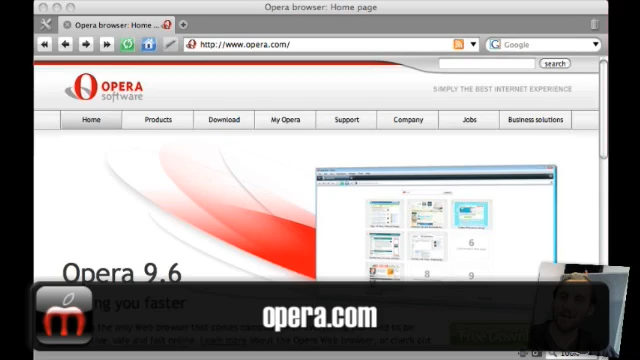 Opera browser: Home page
Opera browser: Home ...
http://www.opera.com/
Google
OPERA
software
search
SIMPLY THE BEST INTERNET EXPERIENCE
Home
Products
Download
My Opera
Support
Company
Jobs
Business solutions
6
8
9
Opera 9.6
you faster
opera.com